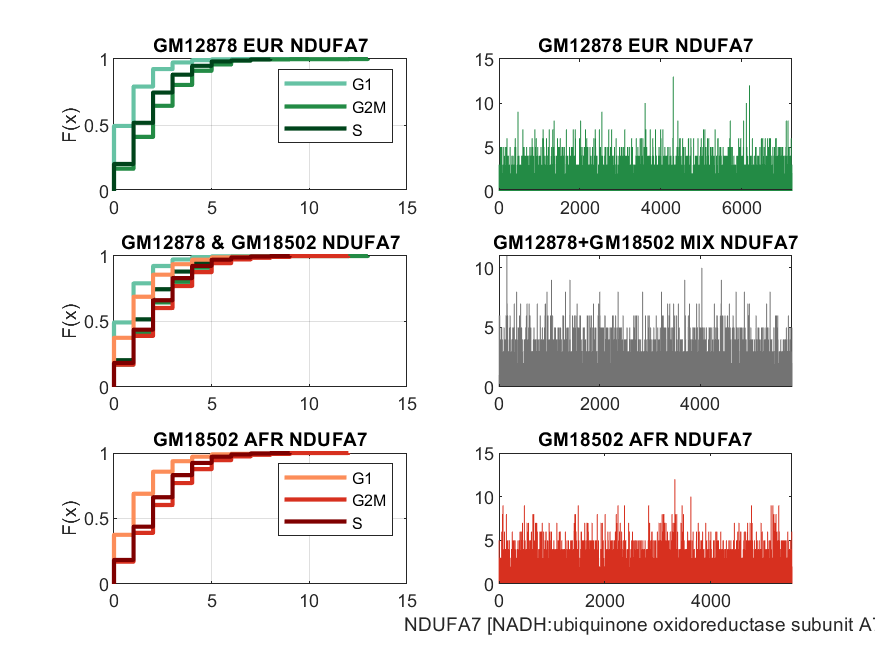 GM12878 EUR NDUFA7
F(x)
1
0.5
1
0 5 10 15
G1
G2M
S
GM12878 EUR NDUFA7
15
10
5
0
0 2000 4000 6000
GM12878 & GM18502 NDUFA7
F(x)
1
0.5
0
0 5 10 15
GM12878+GM18502 MIX NDUFA7
10
5
0
0 2000 4000
GM18502 AFR NDUFA7
F(x)
1
0.5
0
0 5 10 15
G1
G2M
S
GM18502 AFR NDUFA7
15
10
5
0
0 2000 4000
NDUFA7 [NADH:ubiquinone oxidoreductase subunit A7